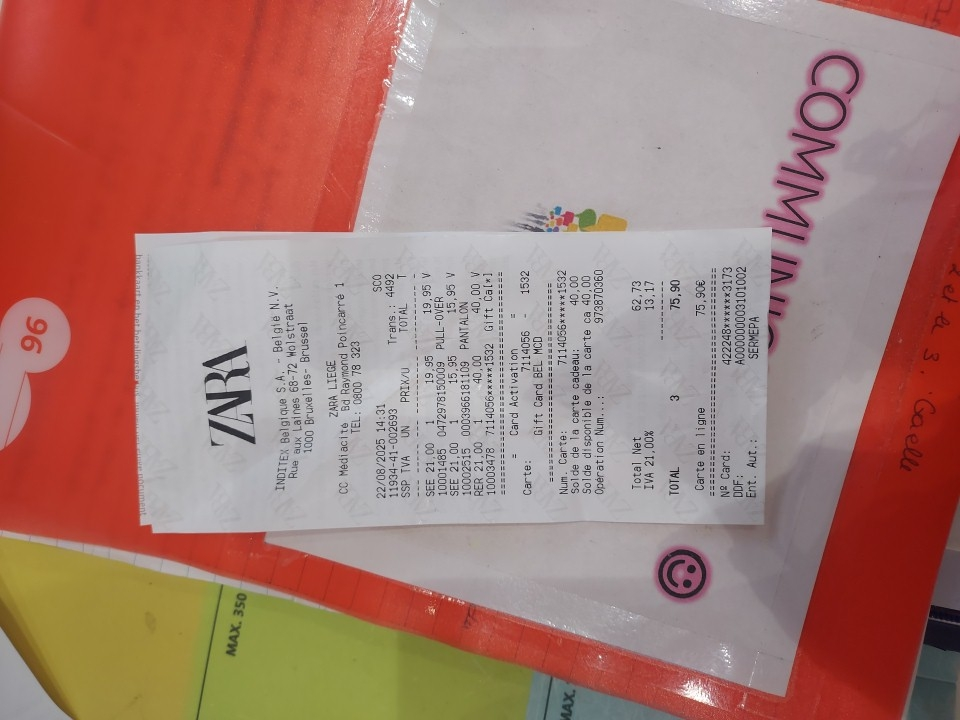 ZARA
INDITEX Belgique S.A. - België N.V.
Rue aux Laines 68-72 Wolstraat
1000 Bruxelles- Brussel
ZARA LIEGE
CC Médiacité Bd Raymond Poincarré 1
TEL: 0800 78 323
22/08/2025 14:31 SCO
11934-41-002693 Trans.: 4492
SSP IVA UN PRIX/U TOTAL T
SEE 21,00 1 19,95 19,95 V
10001485 0472978150009 PULL-OVER
SEE 21,00 1 15,95 15,95 V
10002515 0003966181109 PANTALON
RER 21,00 1 40,00 40,00 V
10003478 7114056*****1532 Gift Ca[*]
= Card Activation =
Carte: 7114056 - 1532
Gift Card BEL MCD
Num. Carte: 7114056*****1532
Solde de la carte cadeau: 40,00
Solde disponible de la carte ca 40,00
Opération Num..: 973870360
Total Net 62,73
IVA 21,00% 13,17
TOTAL 3 75,90
Carte en ligne 75,90€
Nº Card: 422248******3173
DDF: A000000003101002
Ent. Aut.: SERMEPA
96
MAX. 350
MAX.
Gaelle